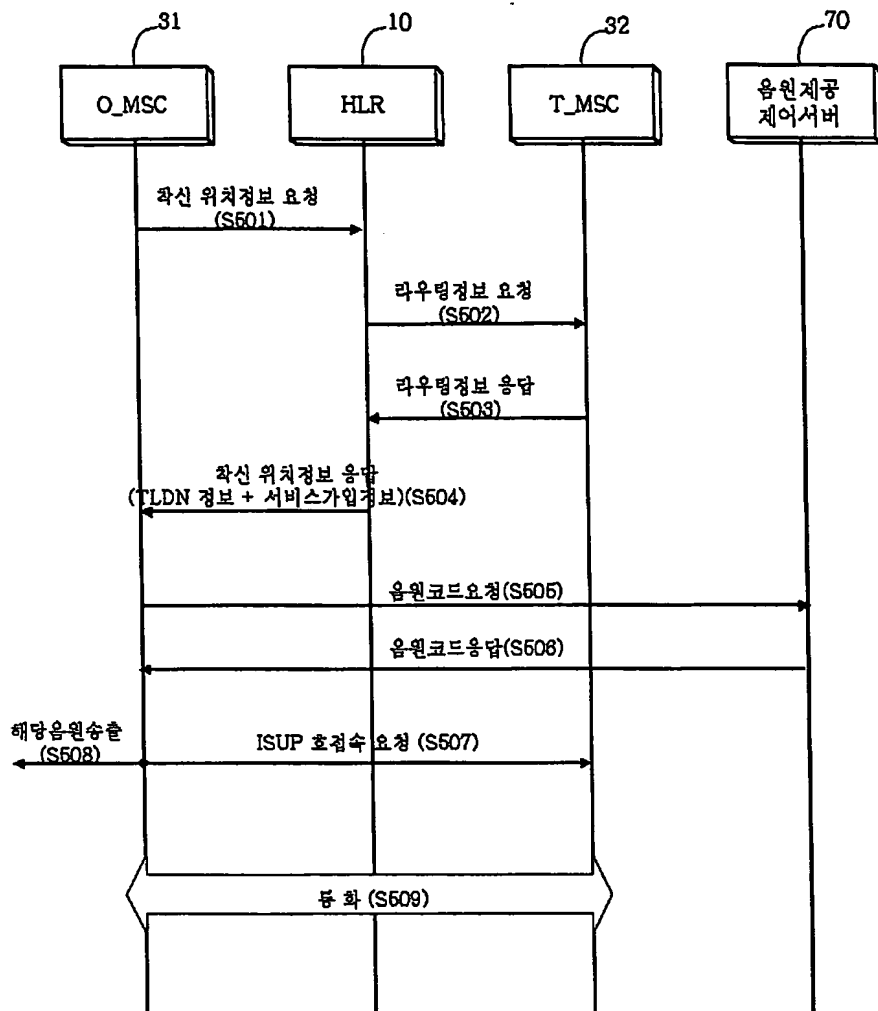 31
10
32
70
O_MSC
HLR
T_MSC
음원제공
제어서버
착신 위치정보 요청
(S501)
라우팅정보 요청
(S502)
라우팅정보 응답
(S503)
착신 위치정보 응답
(TLDN 정보 + 서비스가입정보)(S504)
음원코드요청(S505)
음원코드응답(S506)
해당음원송출
(S508)
ISUP 호접속 요청 (S507)
통 화 (S509)